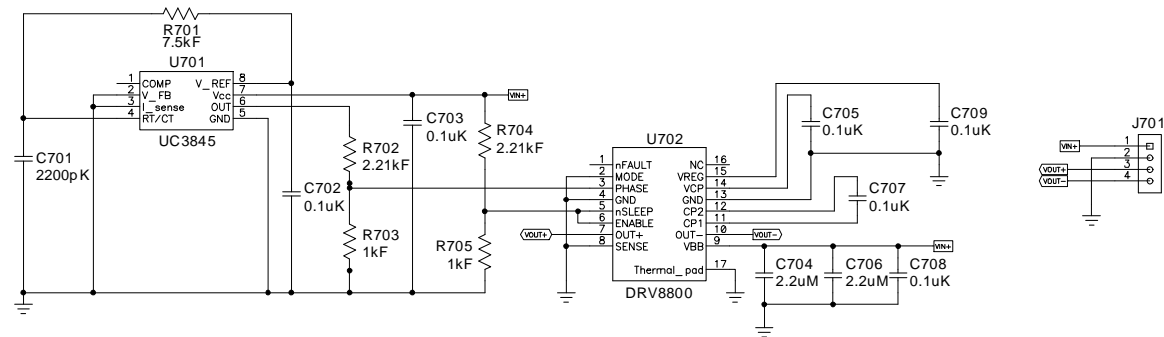 R701
7.5kF
U701
1 COMP V_REF 8
2 V_FB Vcc 7
3 I_sense OUT 6
4 RT/CT GND 5
UC3845
VIN+
C701
2200pK
C702
0.1uK
R702
2.21kF
R703
1kF
C703
0.1uK
R704
2.21kF
R705
1kF
U702
1 nFAULT NC 16
2 MODE VREG 15
3 PHASE VCP 14
4 GND GND 13
5 nSLEEP CP2 12
6 ENABLE CP1 11
7 OUT+ OUT- 10
8 SENSE VBB 9
Thermal_pad 17
DRV8800
VOUT+
VOUT-
VIN+
C705
0.1uK
C709
0.1uK
C707
0.1uK
C704
2.2uM
C706
2.2uM
C708
0.1uK
J701
VIN+ 1
2
VOUT+ 3
VOUT- 4